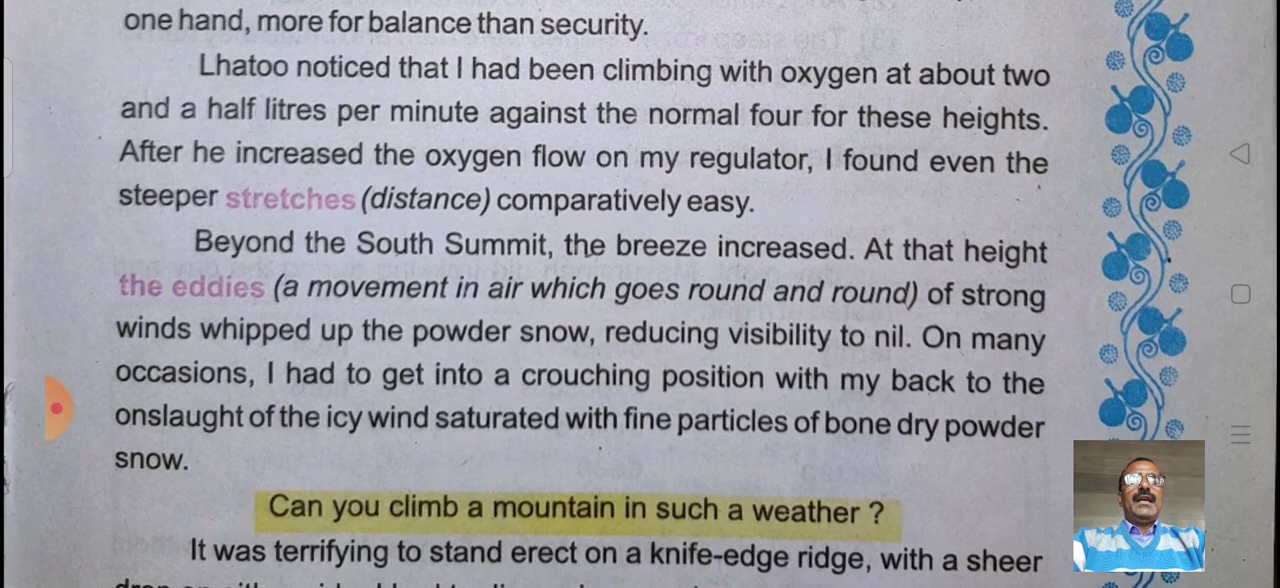 one hand, more for balance than security.
Lhatoo noticed that I had been climbing with oxygen at about two
and a half litres per minute against the normal four for these heights.
After he increased the oxygen flow on my regulator, I found even the
steeper stretches (distance) comparatively easy.
Beyond the South Summit, the breeze increased. At that height
the eddies (a movement in air which goes round and round) of strong
winds whipped up the powder snow, reducing visibility to nil. On many
occasions, I had to get into a crouching position with my back to the
onslaught of the icy wind saturated with fine particles of bone dry powder
snow.
Can you climb a mountain in such a weather ?
It was terrifying to stand erect on a knife-edge ridge, with a sheer